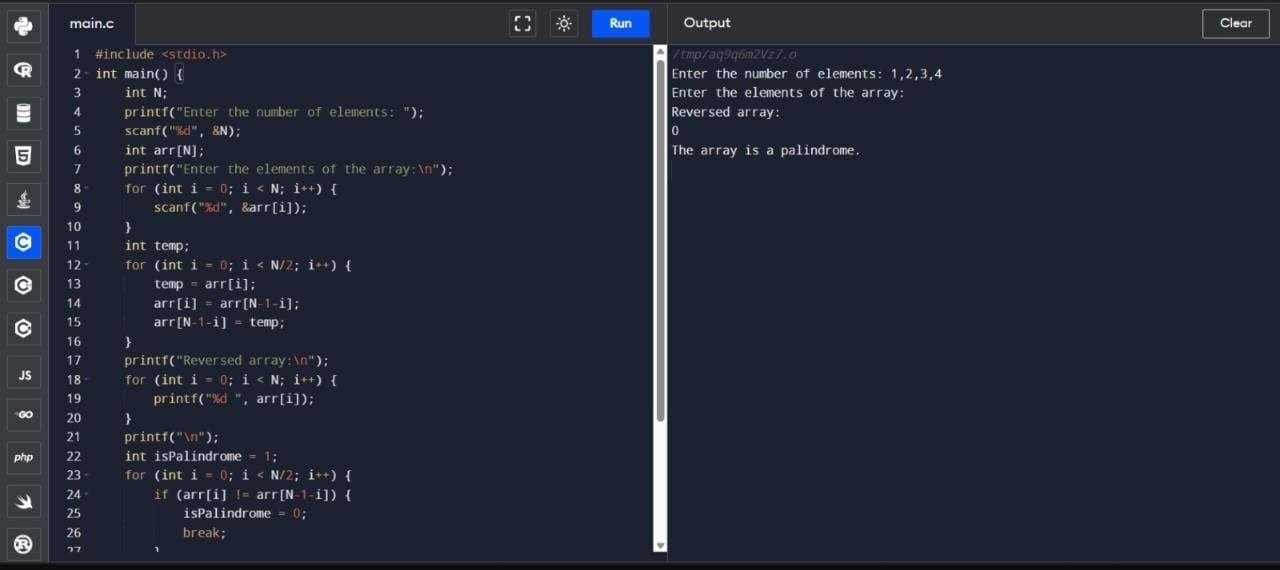 main.c
Run
Output
Clear
1 #include <stdio.h>
2 int main() {
3 int N;
4 printf("Enter the number of elements: ");
5 scanf("%d", &N);
6 int arr[N];
7 printf("Enter the elements of the array:\n");
8 for (int i = 0; i < N; i++) {
9 scanf("%d", &arr[i]);
10 }
11 int temp;
12 for (int i = 0; i < N/2; i++) {
13 temp = arr[i];
14 arr[i] = arr[N-1-i];
15 arr[N-1-i] = temp;
16 }
17 printf("Reversed array:\n");
18 for (int i = 0; i < N; i++) {
19 printf("%d ", arr[i]);
20 }
21 printf("\n");
22 int isPalindrome = 1;
23 for (int i = 0; i < N/2; i++) {
24 if (arr[i] != arr[N-1-i]) {
25 isPalindrome = 0;
26 break;
27 }
/tmp/aq9q6m2Vz7.o
Enter the number of elements: 1,2,3,4
Enter the elements of the array:
Reversed array:
0
The array is a palindrome.
R
5
C
C
C
JS
GO
php
R